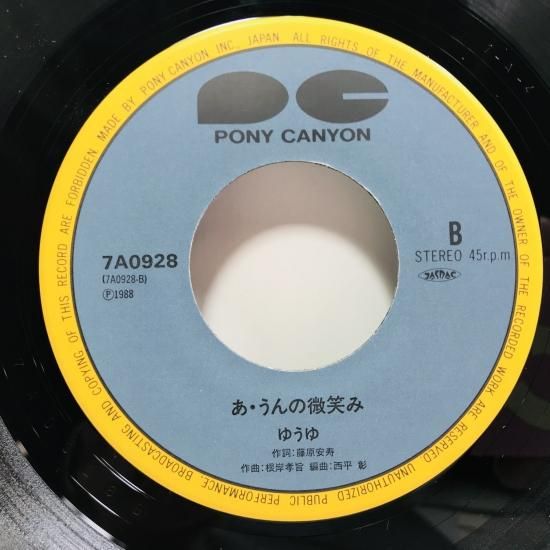 MADE BY PONY CANYON INC., JAPAN ALL RIGHTS OF THE MANUFACTURER AND OF THE OWNER OF THE RECORDED WORK ARE RESERVED UNAUTHORIZED PUBLIC PERFORMANCE, BROADCASTING AND COPYING OF THIS RECORD ARE FORBIDDEN
PONY CANYON
B
7A0928
STEREO 45r.p.m
(7A0928-B)
JASRAC
Ⓟ1988
あ・うんの微笑み
ゆうゆ
作詞:藤原安寿
作曲:根岸孝旨 編曲:西平 彰